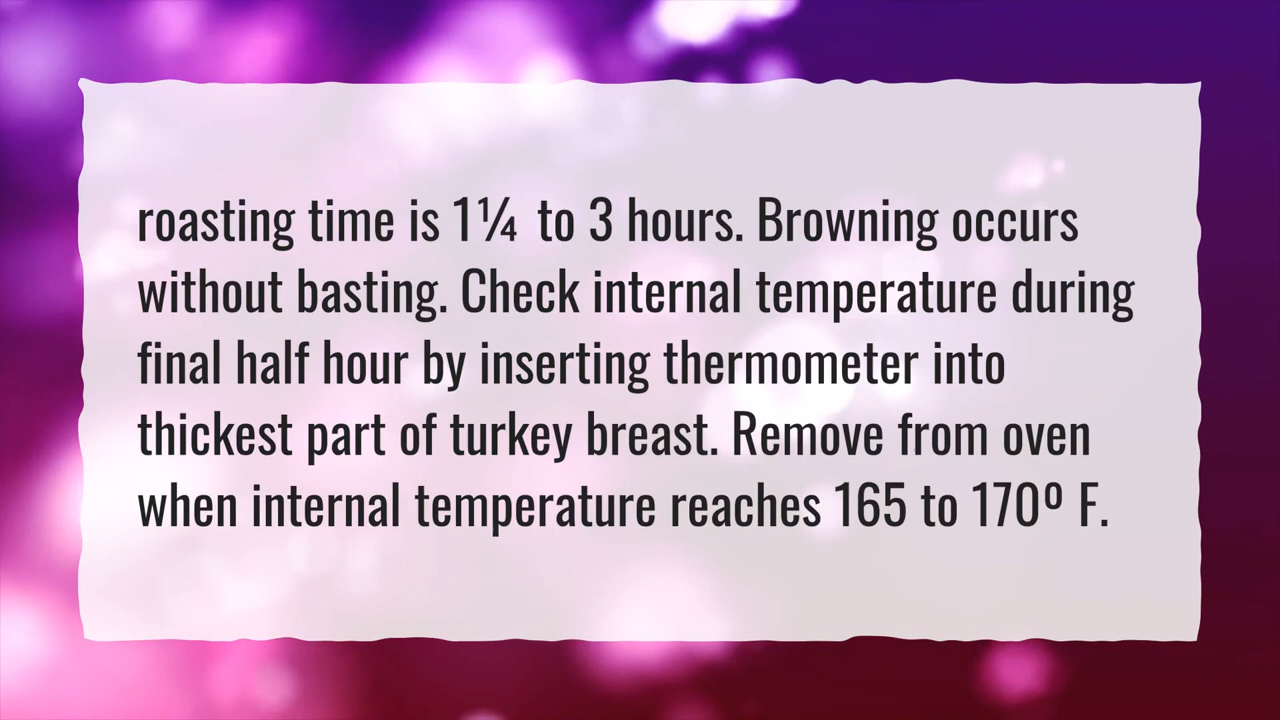 roasting time is 1¼ to 3 hours. Browning occurs
without basting. Check internal temperature during
final half hour by inserting thermometer into
thickest part of turkey breast. Remove from oven
when internal temperature reaches 165 to 170º F.